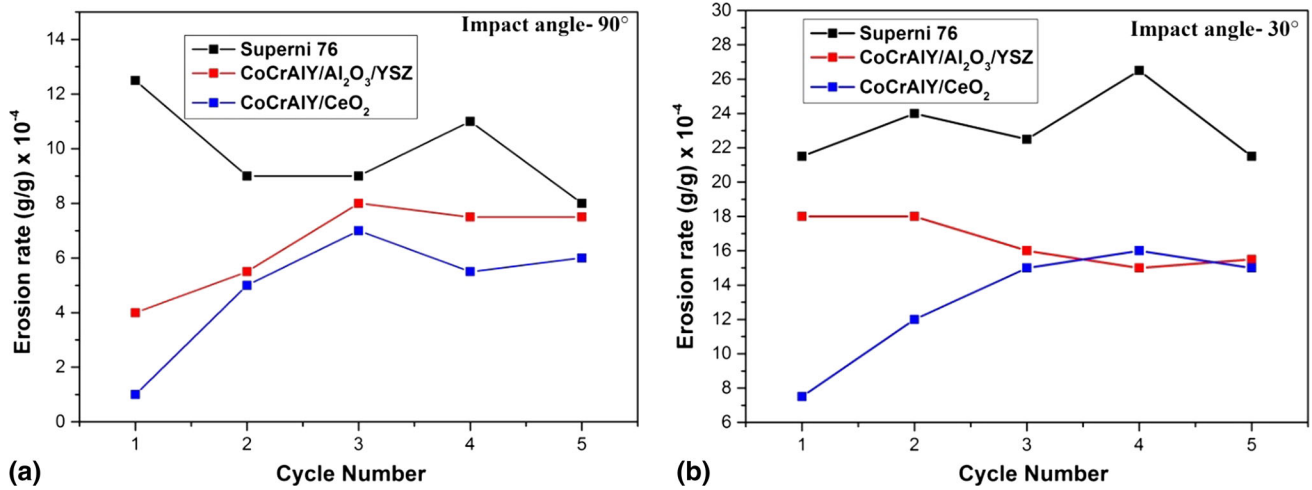 Impact angle- 90°
Superni 76
CoCrAlY/Al₂O₃/YSZ
CoCrAlY/CeO₂
Erosion rate (g/g) x 10⁻⁴
14
12
10
8
6
4
2
0
1 2 3 4 5
Cycle Number
(a)
Impact angle- 30°
Superni 76
CoCrAlY/Al₂O₃/YSZ
CoCrAlY/CeO₂
Erosion rate (g/g) x 10⁻⁴
30
28
26
24
22
20
18
16
14
12
10
8
6
1 2 3 4 5
Cycle Number
(b)